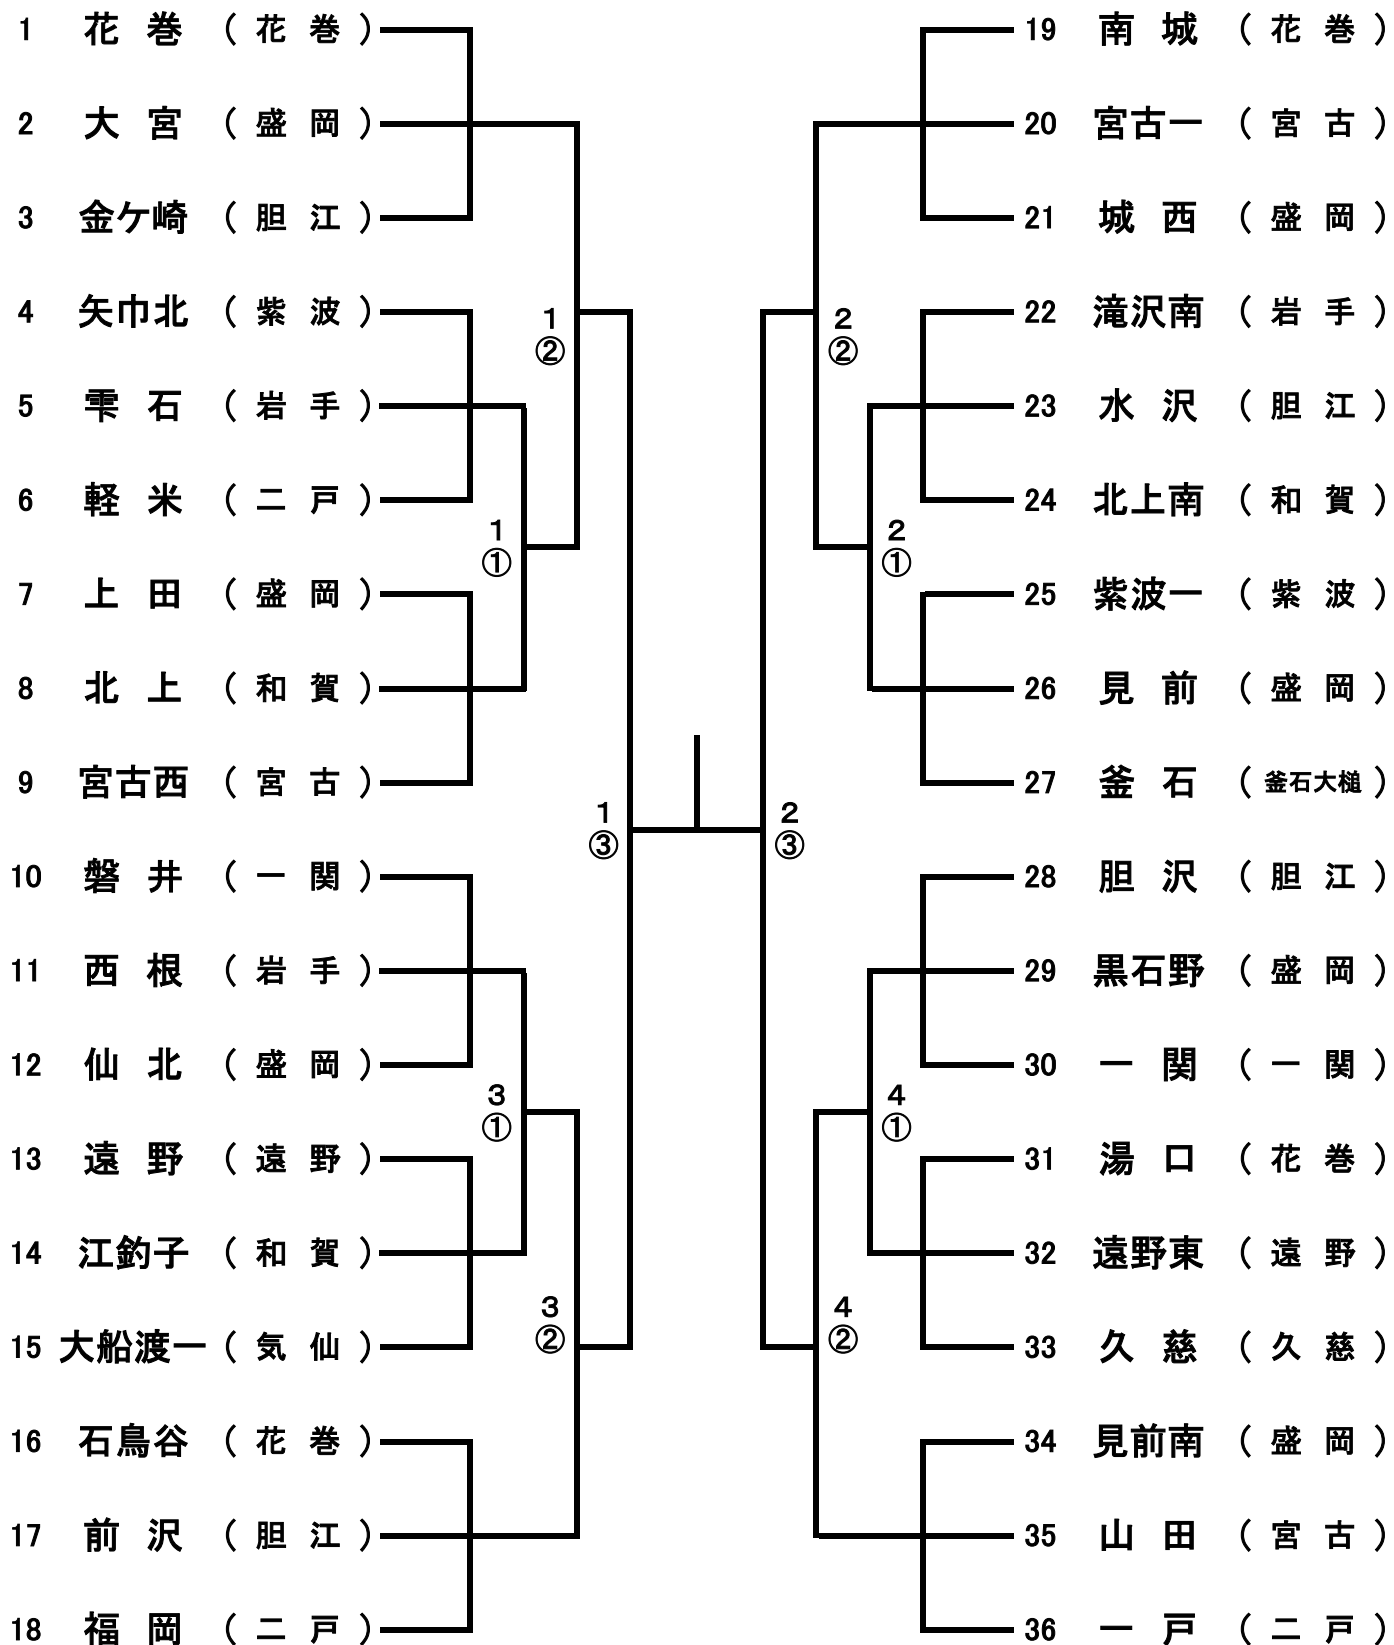 1 花巻 （花巻）
2 大宮 （盛岡）
3 金ケ崎 （胆江）
4 矢巾北 （紫波）
5 雫石 （岩手）
6 軽米 （二戸）
7 上田 （盛岡）
8 北上 （和賀）
9 宮古西 （宮古）
10 磐井 （一関）
11 西根 （岩手）
12 仙北 （盛岡）
13 遠野 （遠野）
14 江釣子 （和賀）
15 大船渡一 （気仙）
16 石鳥谷 （花巻）
17 前沢 （胆江）
18 福岡 （二戸）
1
②
1
①
1
③
3
①
3
②
2
②
2
①
2
③
4
①
4
②
19 南城 （花巻）
20 宮古一 （宮古）
21 城西 （盛岡）
22 滝沢南 （岩手）
23 水沢 （胆江）
24 北上南 （和賀）
25 紫波一 （紫波）
26 見前 （盛岡）
27 釜石 （釜石大槌）
28 胆沢 （胆江）
29 黒石野 （盛岡）
30 一関 （一関）
31 湯口 （花巻）
32 遠野東 （遠野）
33 久慈 （久慈）
34 見前南 （盛岡）
35 山田 （宮古）
36 一戸 （二戸）